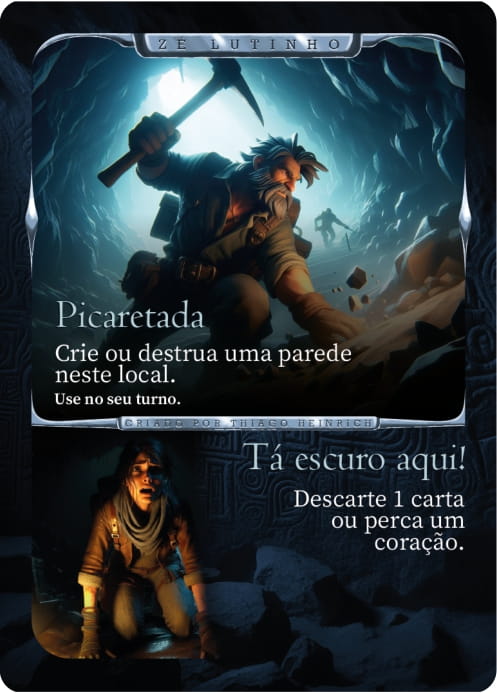 ZÉ LUTINHO
Picaretada
Crie ou destrua uma parede
neste local.
Use no seu turno.
CRIADO POR THIAGO HEINRICH
Tá escuro aqui!
Descarte 1 carta
ou perca um
coração.